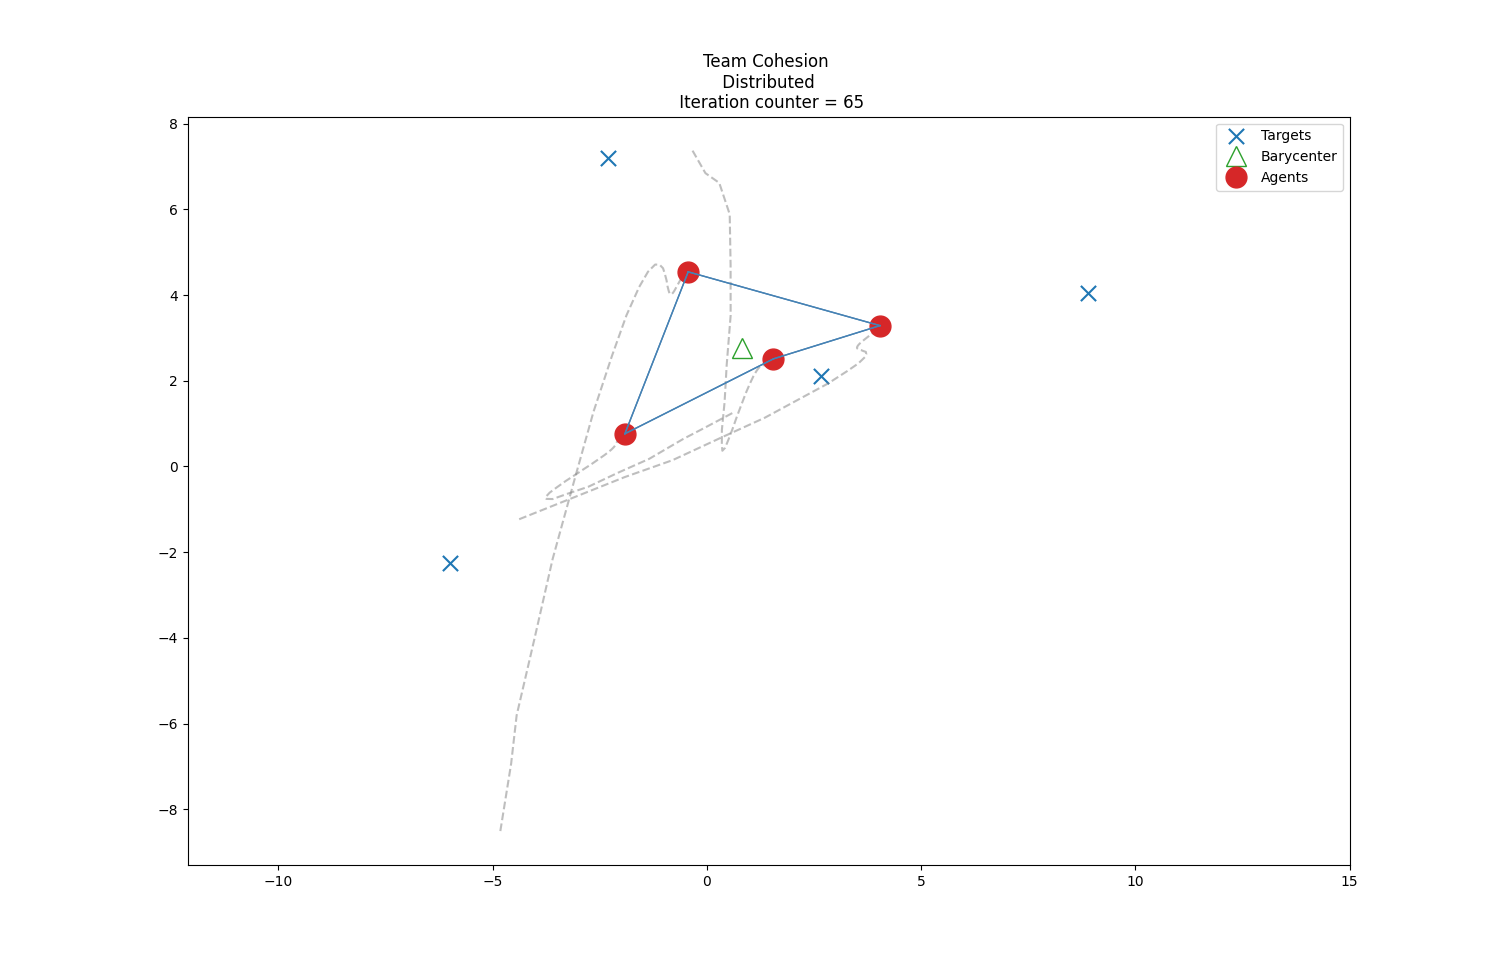 Team Cohesion
Distributed
Iteration counter = 65
Targets
Barycenter
Agents
8
6
4
2
0
−2
−4
−6
−8
−10
−5
0
5
10
15